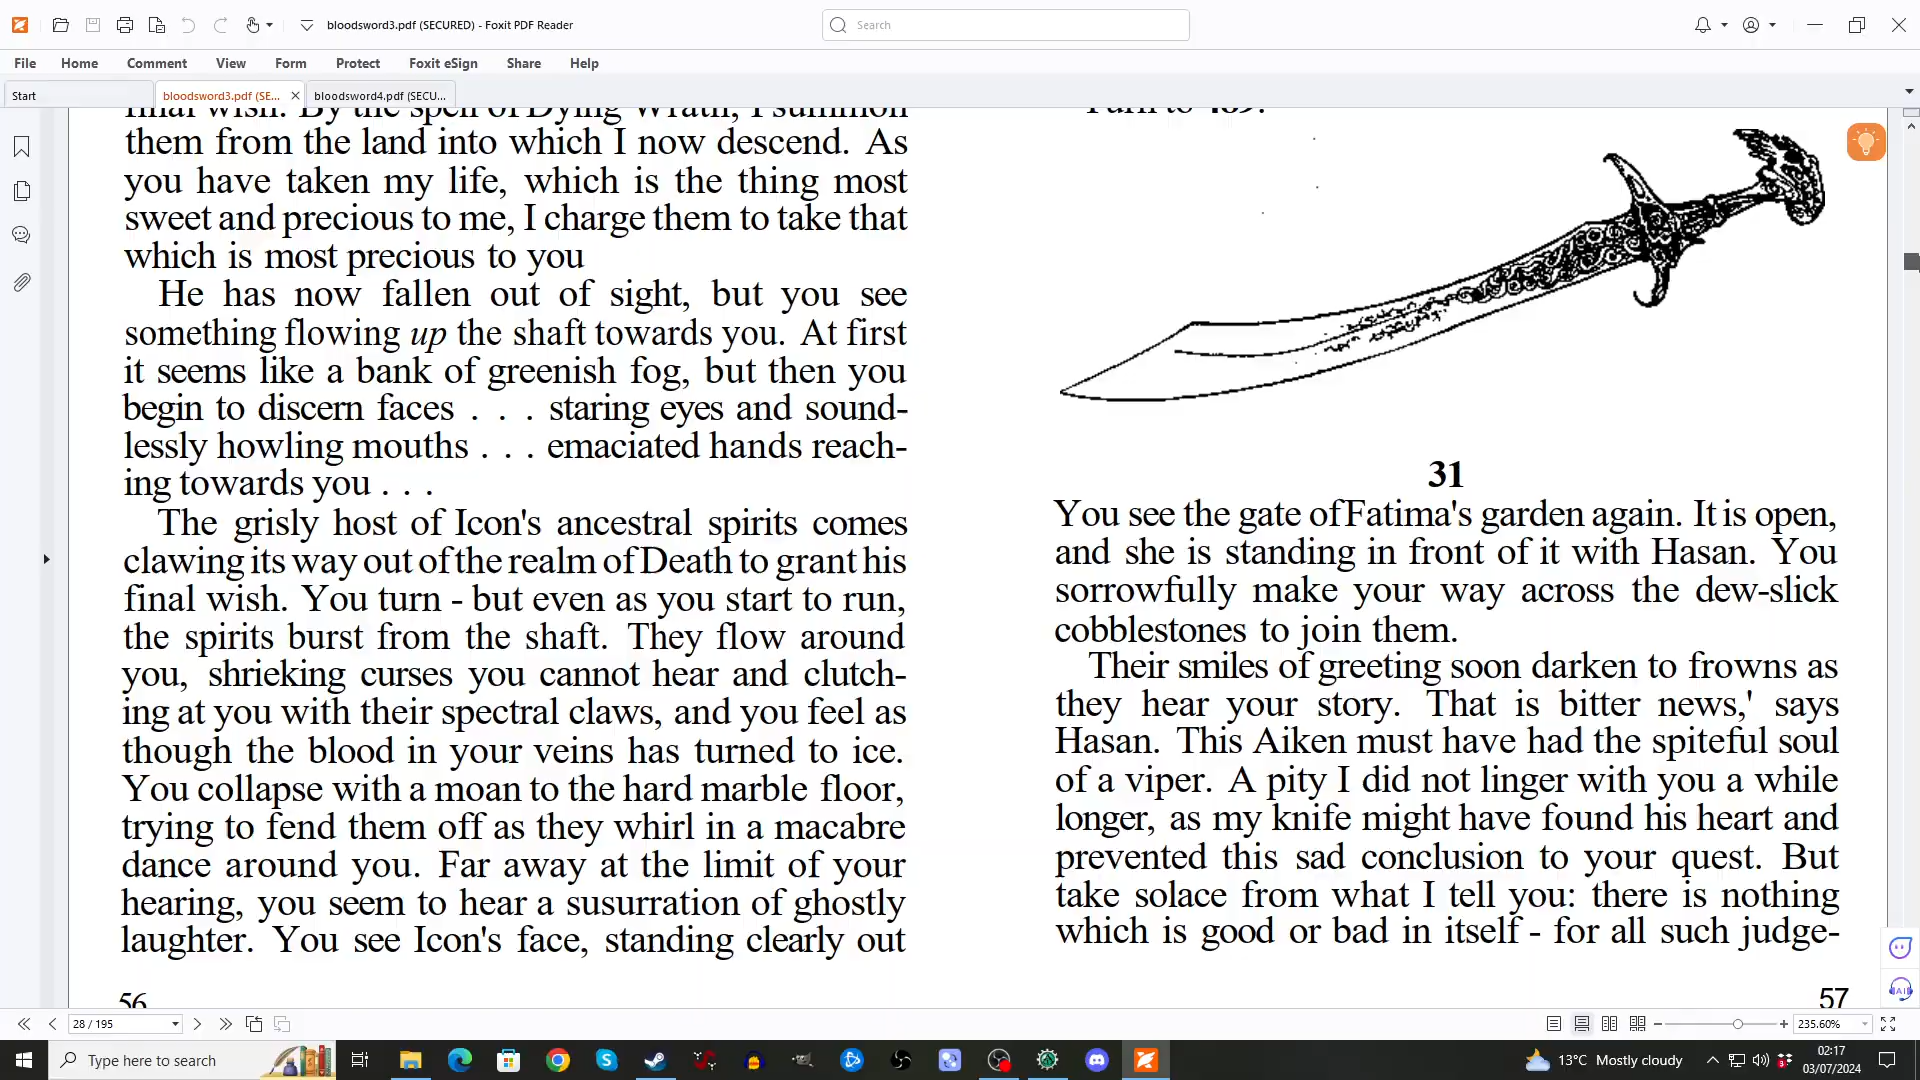 bloodsword3.pdf (SECURED) - Foxit PDF Reader
Search
File Home Comment View Form Protect Foxit eSign Share Help
Start
bloodsword3.pdf (SE...
bloodsword4.pdf (SECU...
final wish. By the spell of Dying Wrath, I summon
them from the land into which I now descend. As
you have taken my life, which is the thing most
sweet and precious to me, I charge them to take that
which is most precious to you
He has now fallen out of sight, but you see
something flowing up the shaft towards you. At first
it seems like a bank of greenish fog, but then you
begin to discern faces . . . staring eyes and sound-
lessly howling mouths . . . emaciated hands reach-
ing towards you . . .
The grisly host of Icon's ancestral spirits comes
clawing its way out of the realm of Death to grant his
final wish. You turn - but even as you start to run,
the spirits burst from the shaft. They flow around
you, shrieking curses you cannot hear and clutch-
ing at you with their spectral claws, and you feel as
though the blood in your veins has turned to ice.
You collapse with a moan to the hard marble floor,
trying to fend them off as they whirl in a macabre
dance around you. Far away at the limit of your
hearing, you seem to hear a susurration of ghostly
laughter. You see Icon's face, standing clearly out
56
Turn to 489.
31
You see the gate of Fatima's garden again. It is open,
and she is standing in front of it with Hasan. You
sorrowfully make your way across the dew-slick
cobblestones to join them.
Their smiles of greeting soon darken to frowns as
they hear your story. That is bitter news,' says
Hasan. This Aiken must have had the spiteful soul
of a viper. A pity I did not linger with you a while
longer, as my knife might have found his heart and
prevented this sad conclusion to your quest. But
take solace from what I tell you: there is nothing
which is good or bad in itself - for all such judge-
57
AI
28 / 195
235.60%
Type here to search
13°C Mostly cloudy
02:17
03/07/2024